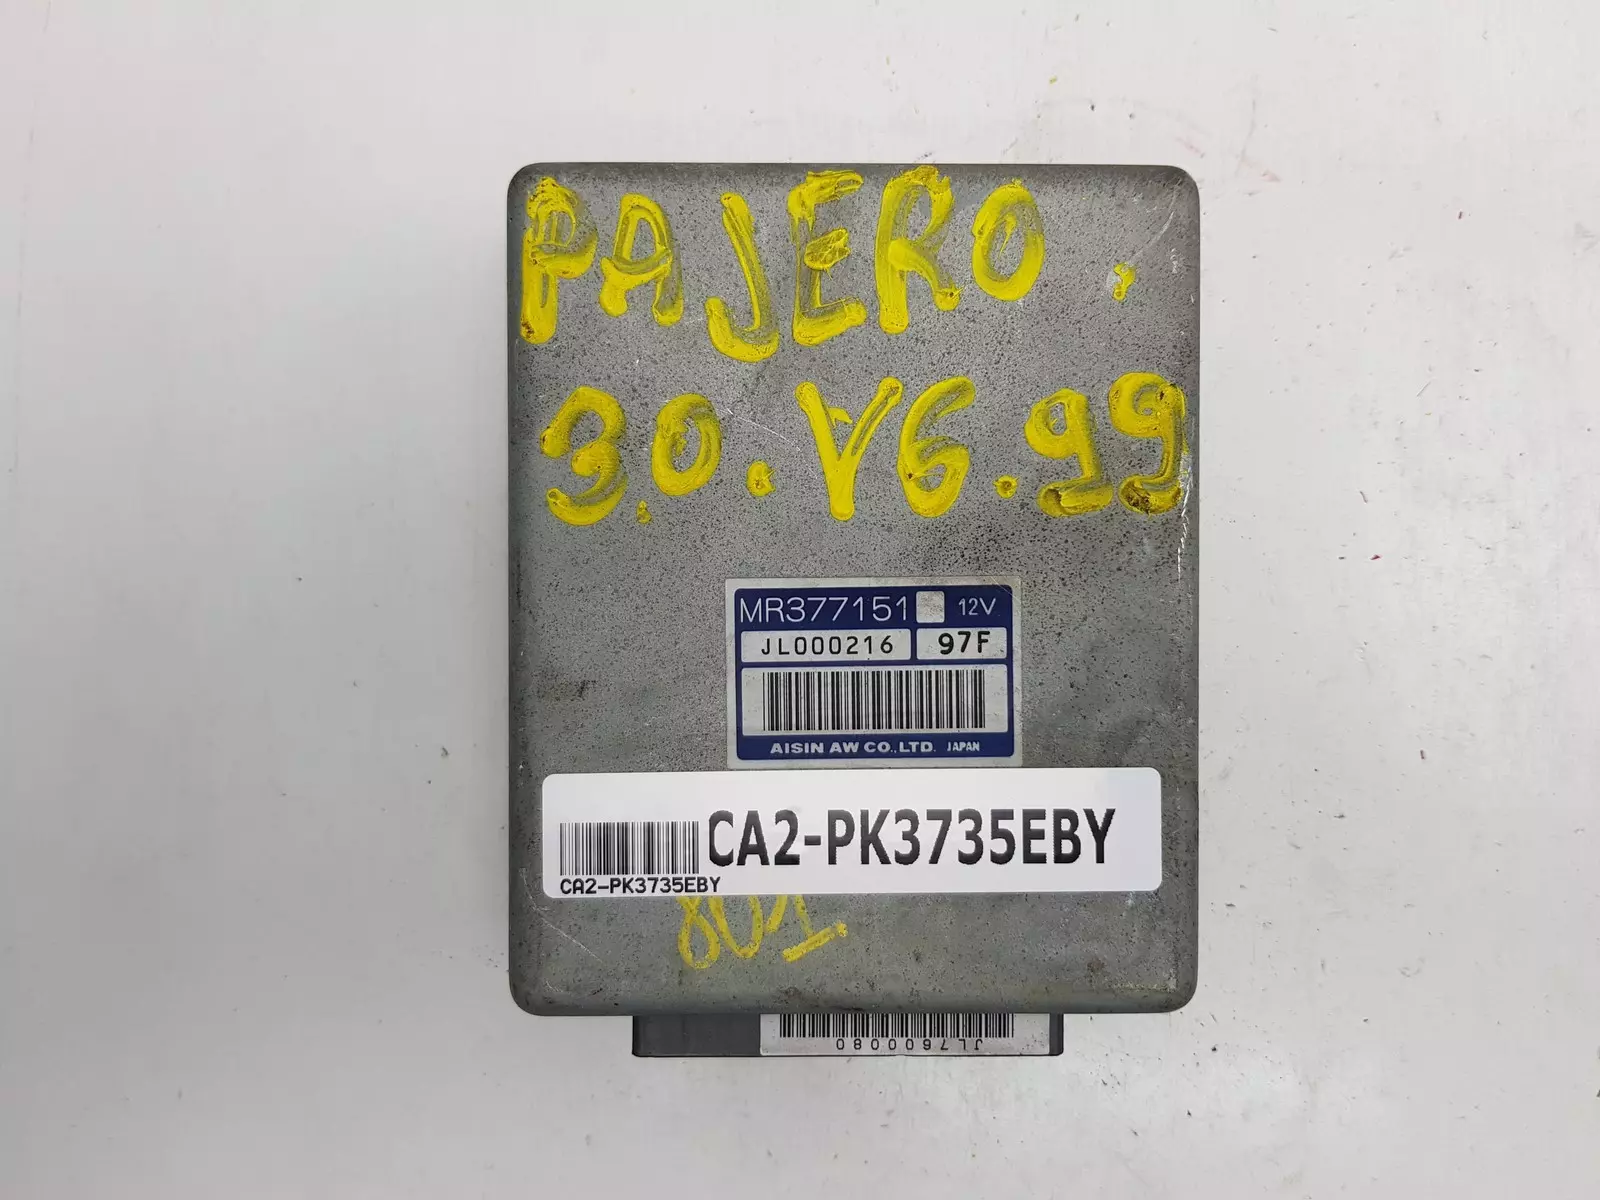 PAJERO.
3.0.V6.99
MR377151 12V
JL000216 97F
AISIN AW CO.,LTD. JAPAN
CA2-PK3735EBY
CA2-PK3735EBY
801.
JL7600080